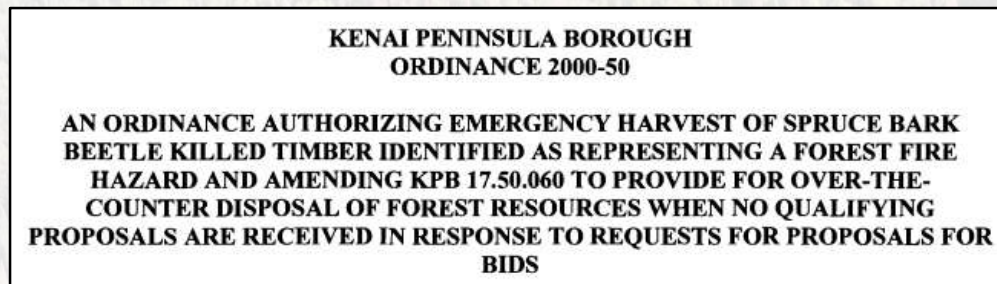 KENAI PENINSULA BOROUGH
ORDINANCE 2000-50
AN ORDINANCE AUTHORIZING EMERGENCY HARVEST OF SPRUCE BARK
BEETLE KILLED TIMBER IDENTIFIED AS REPRESENTING A FOREST FIRE
HAZARD AND AMENDING KPB 17.50.060 TO PROVIDE FOR OVER-THE-
COUNTER DISPOSAL OF FOREST RESOURCES WHEN NO QUALIFYING
PROPOSALS ARE RECEIVED IN RESPONSE TO REQUESTS FOR PROPOSALS FOR
BIDS